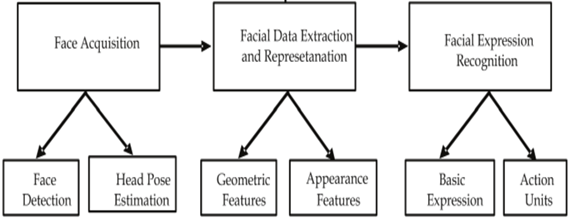 Face Acquisition
Facial Data Extraction
and Represetanation
Facial Expression
Recognition
Face
Detection
Head Pose
Estimation
Geometric
Features
Appearance
Features
Basic
Expression
Action
Units